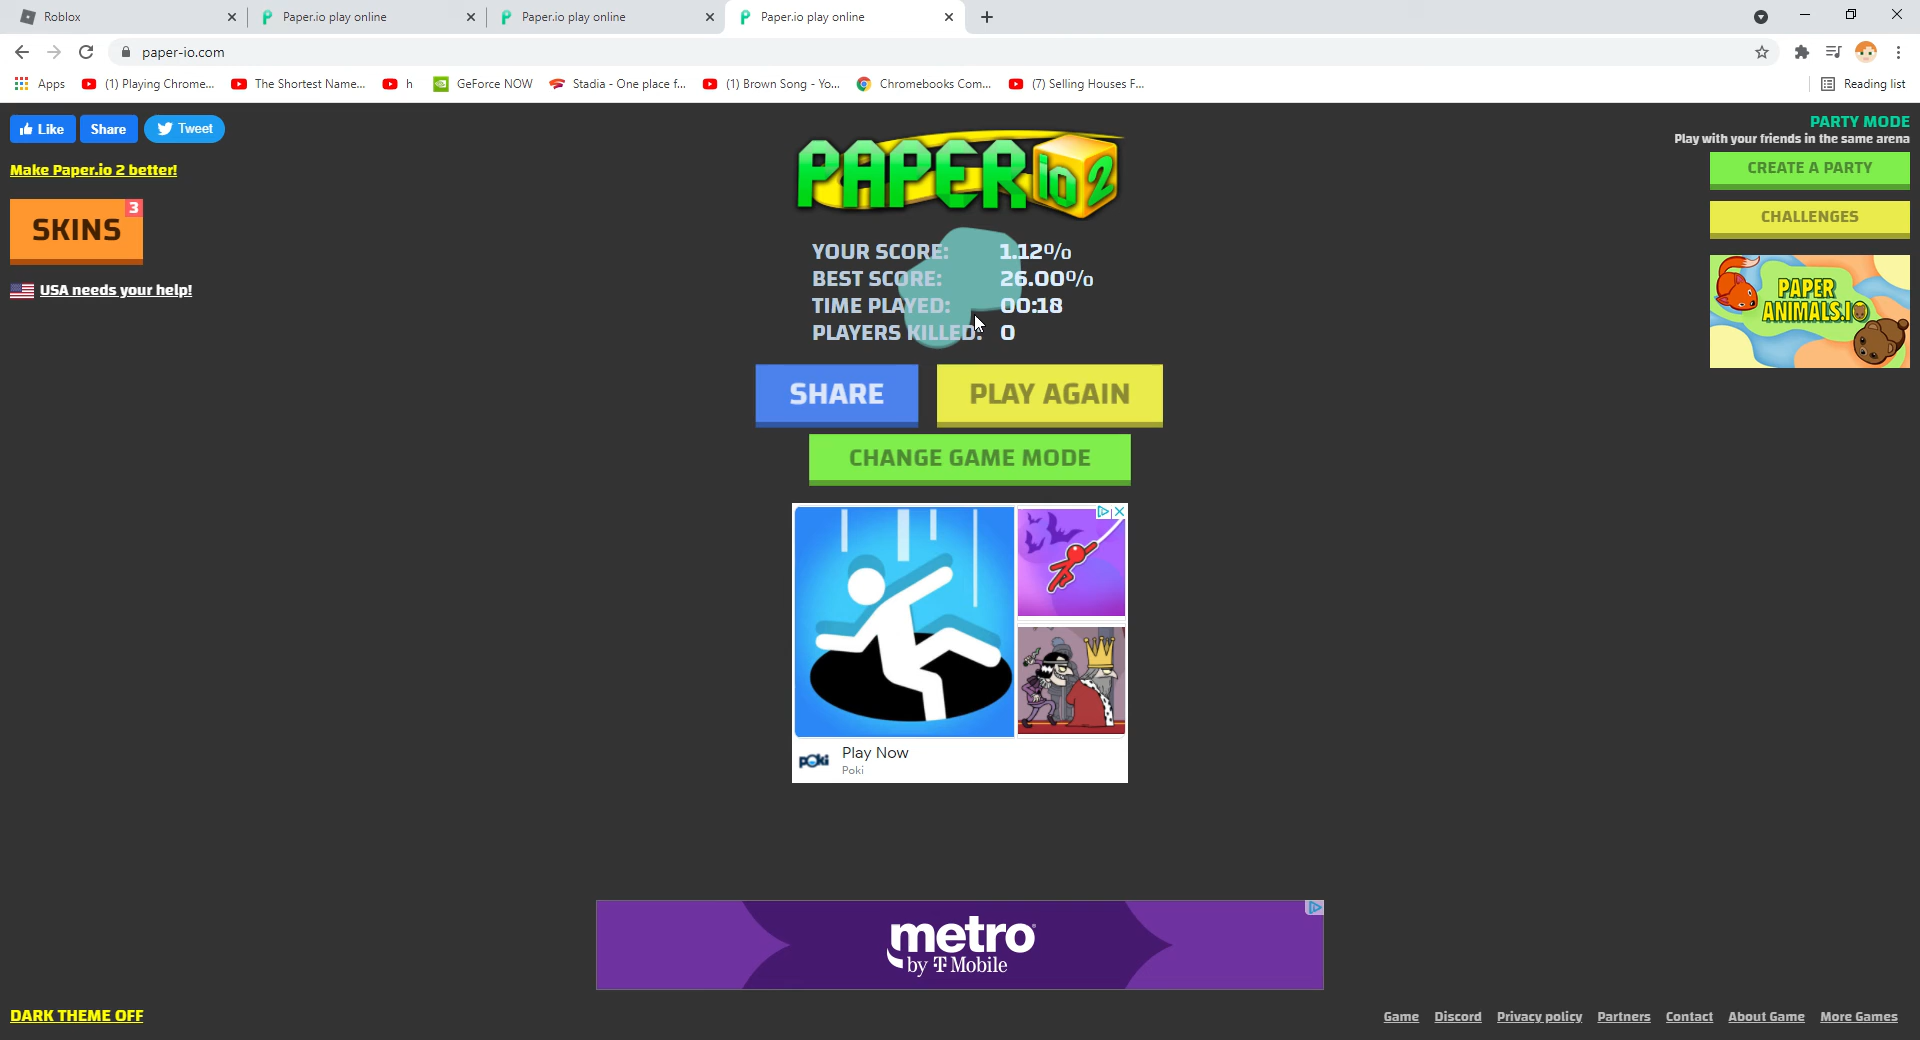 Roblox
Paper.io play online
Paper.io play online
Paper.io play online
paper-io.com
Apps
(1) Playing Chrome...
The Shortest Name...
h
GeForce NOW
Stadia - One place f...
(1) Brown Song - Yo...
Chromebooks Com...
(7) Selling Houses F...
Reading list
Like
Share
Tweet
Make Paper.io 2 better!
SKINS
3
USA needs your help!
PAPER io 2
YOUR SCORE: 1.12%
BEST SCORE: 26.00%
TIME PLAYED: 00:18
PLAYERS KILLED: 0
SHARE
PLAY AGAIN
CHANGE GAME MODE
PARTY MODE
Play with your friends in the same arena
CREATE A PARTY
CHALLENGES
PAPER
ANIMALS.IO
Play Now
poki
Poki
metro
by T Mobile
DARK THEME OFF
Game
Discord
Privacy policy
Partners
Contact
About Game
More Games